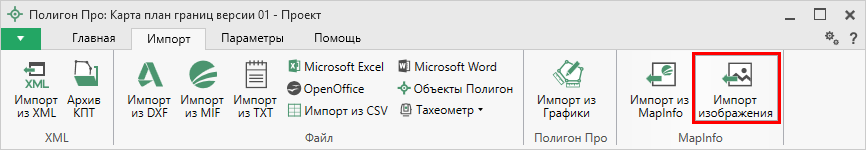 Полигон Про: Карта план границ версии 01 - Проект
Главная Импорт Параметры Помощь
?
XML
Импорт из XML
Архив КПТ
XML
Импорт из DXF
Импорт из MIF
Импорт из TXT
Microsoft Excel
OpenOffice
Импорт из CSV
Microsoft Word
Объекты Полигон
Тахеометр
Файл
Импорт из Графики
Полигон Про
Импорт из MapInfo
Импорт изображения
MapInfo